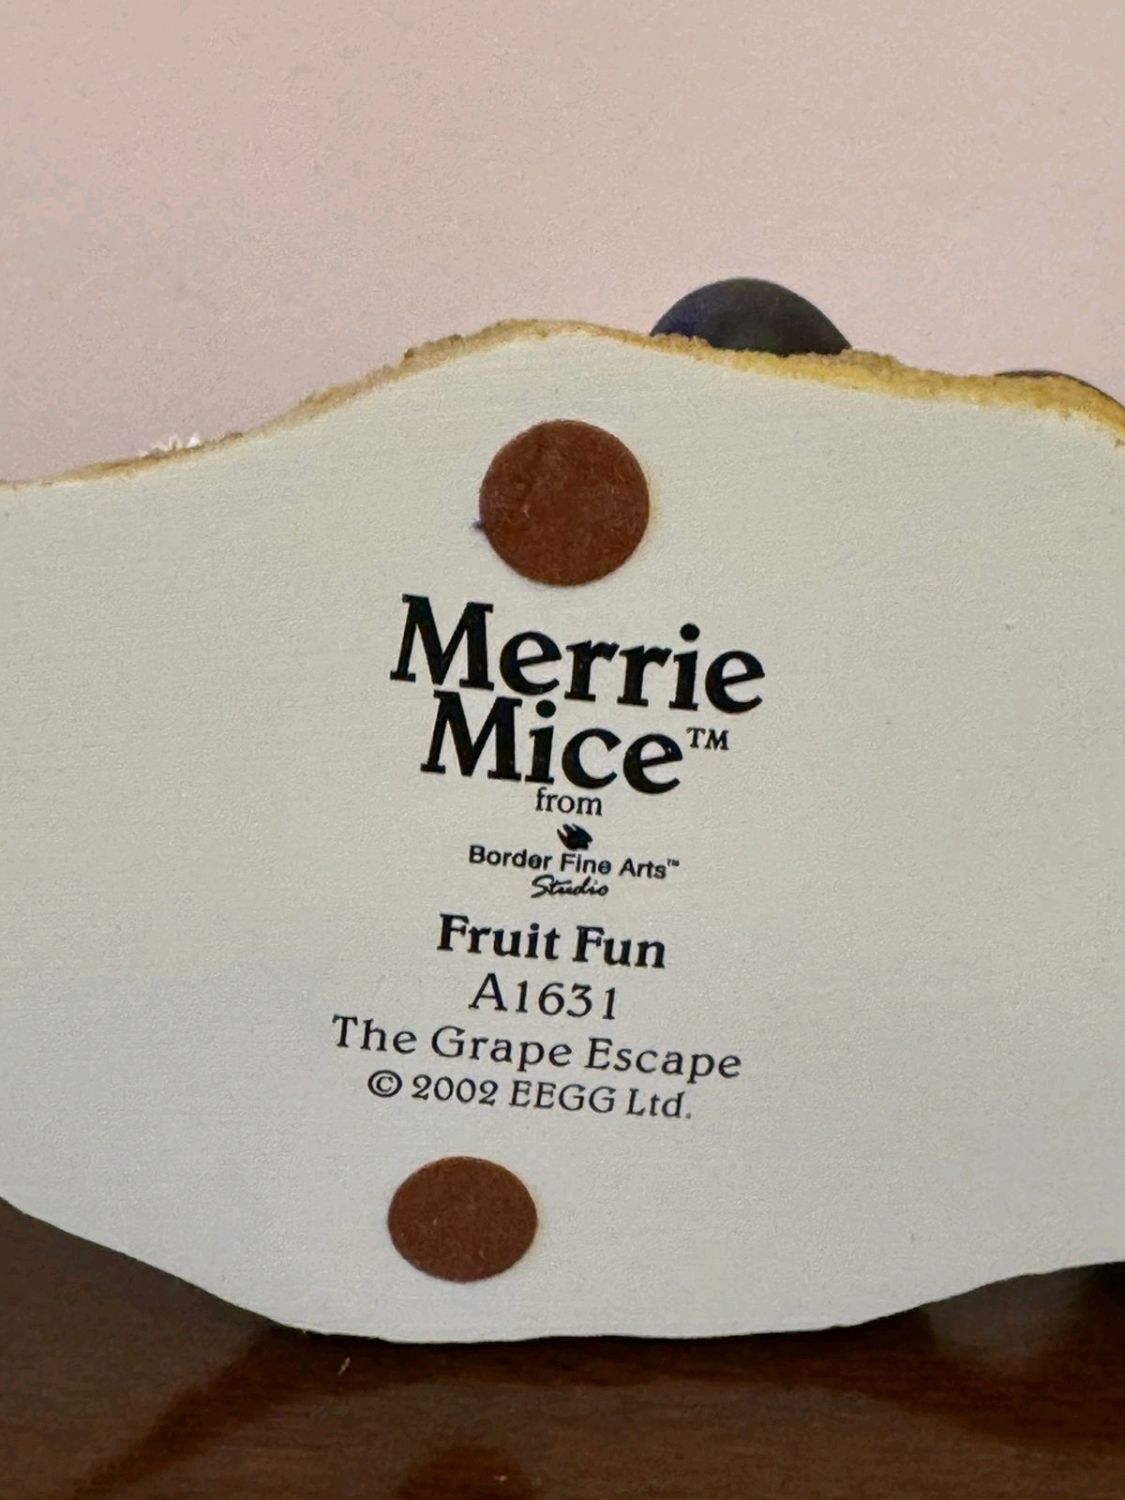 Merrie
Mice™
from
Border Fine Arts™
Studio
Fruit Fun
A1631
The Grape Escape
© 2002 EEGG Ltd.